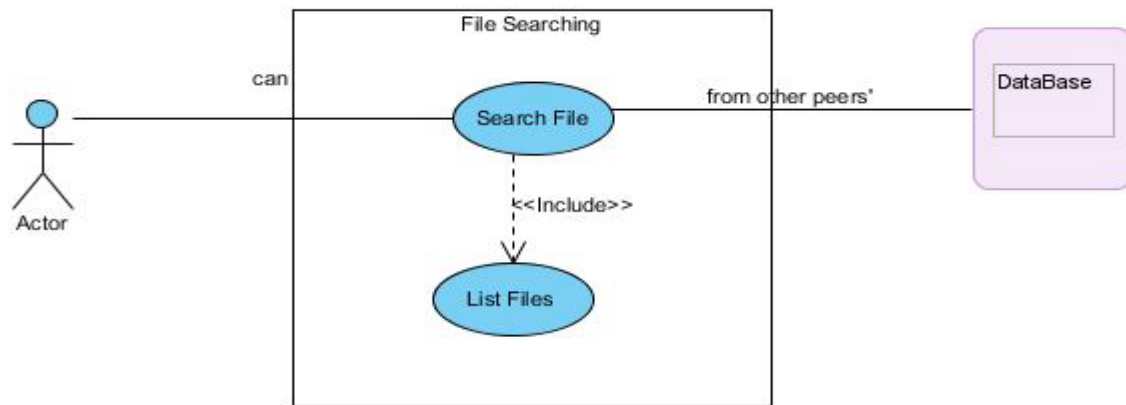 File Searching
can
Search File
from other peers'
DataBase
Actor
<<Include>>
List Files